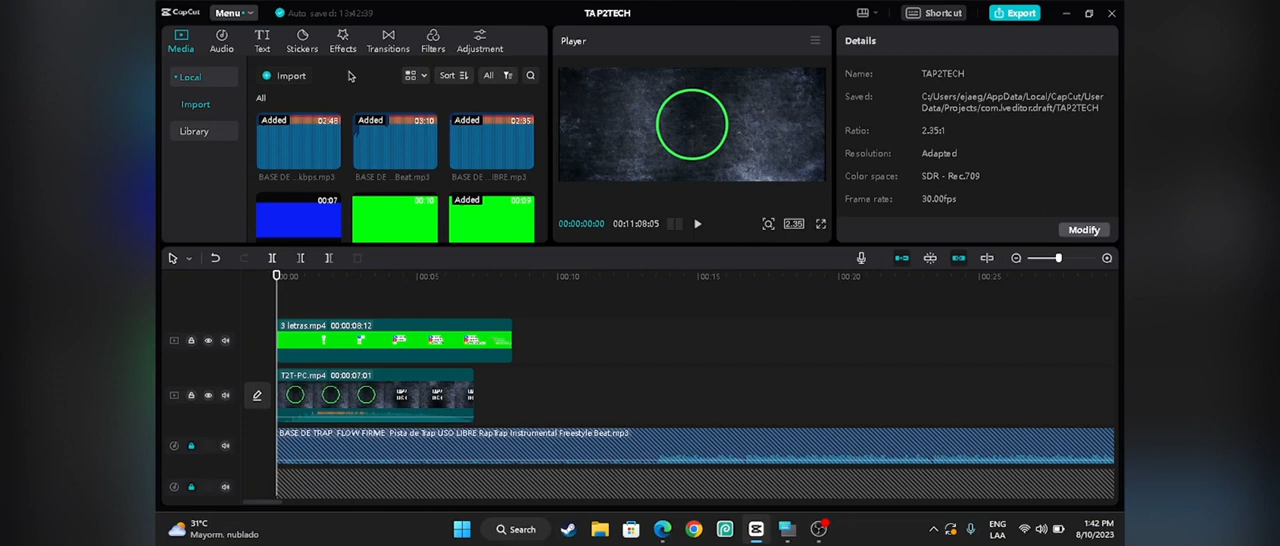 CapCut
Menu
Auto saved: 13:42:39
TAP2TECH
Shortcut
Export
Media
Audio
Text
Stickers
Effects
Transitions
Filters
Adjustment
Local
Import
Library
Import
Sort
All
All
Added
02:48
BASE DE ...kbps.mp3
Added
03:10
BASE DE ...Beat.mp3
Added
02:35
BASE DE ...IBRE.mp3
00:07
00:10
Added
00:09
Player
00:00:00:00
00:11:08:05
2.35
Details
Name:
TAP2TECH
Saved:
C:/Users/ejaeg/AppData/Local/CapCut/User
Data/Projects/com.lveditor.draft/TAP2TECH
Ratio:
2.35:1
Resolution:
Adapted
Color space:
SDR - Rec.709
Frame rate:
30.00fps
Modify
00:00
00:05
00:10
00:15
00:20
00:25
3 letras.mp4 00:00:08:12
T2T-PC.mp4 00:00:07:01
BASE DE TRAP FLOW FIRME Pista de Trap USO LIBRE RapTrap Instrumental Freestyle Beat.mp3
31°C
Mayorm. nublado
Search
ENG
LAA
1:42 PM
8/10/2023